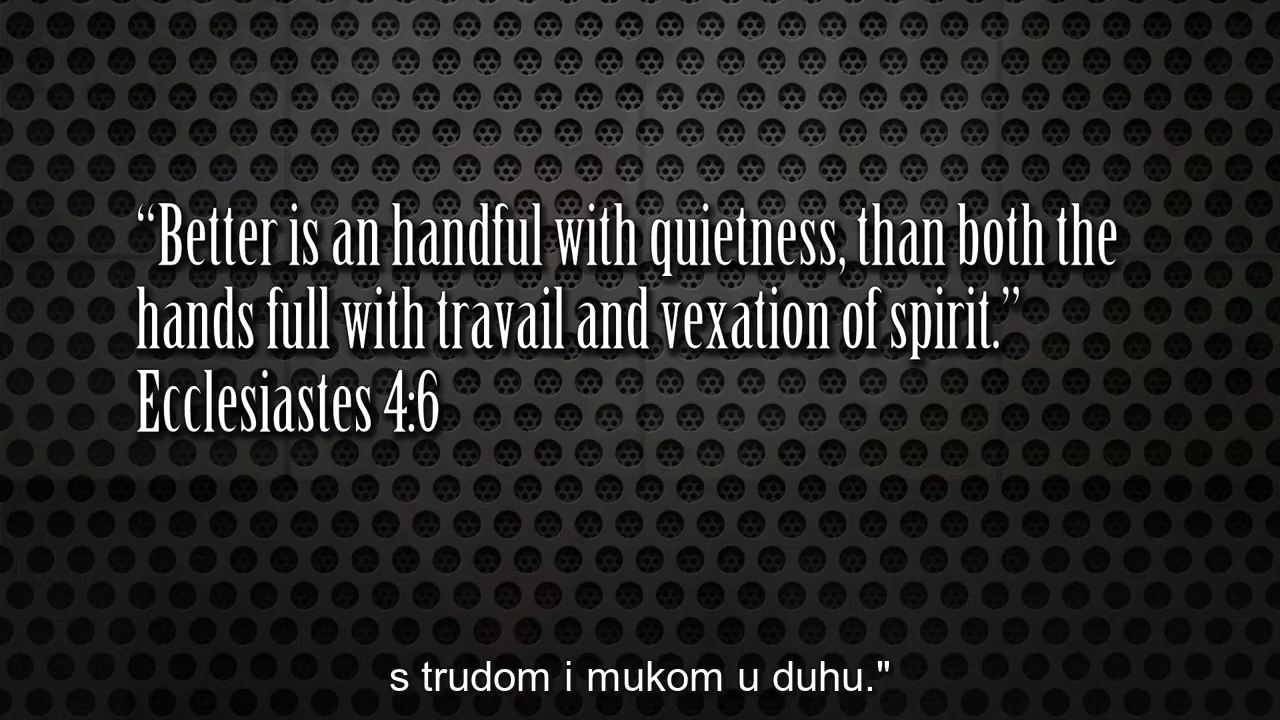 “Better is an handful with quietness, than both the
hands full with travail and vexation of spirit.”
Ecclesiastes 4:6
s trudom i mukom u duhu."